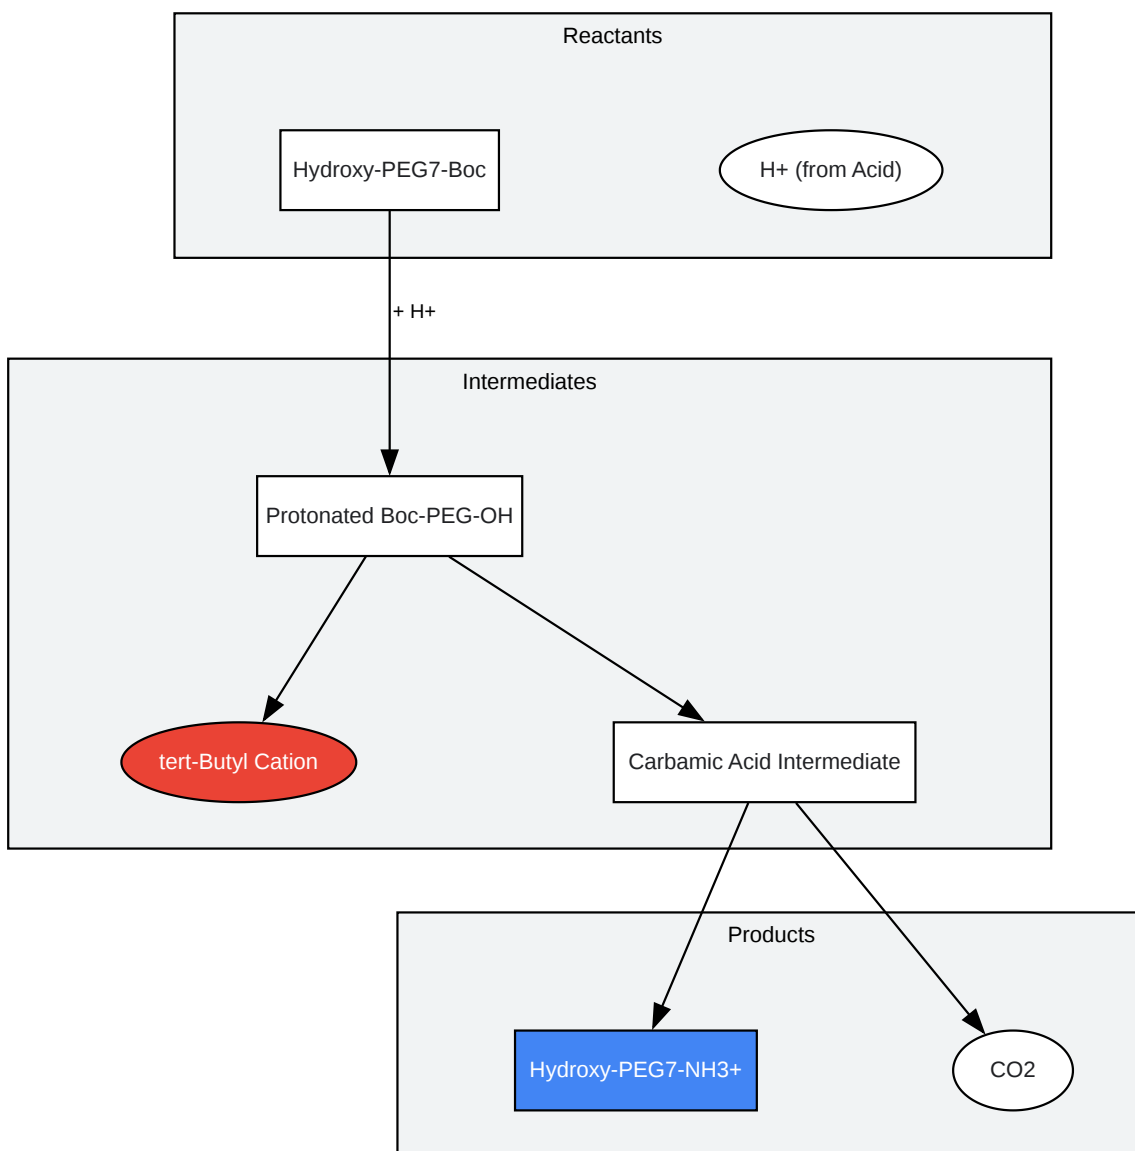 Reactants
Hydroxy-PEG7-Boc
H+ (from Acid)
+ H+
Intermediates
Protonated Boc-PEG-OH
tert-Butyl Cation
Carbamic Acid Intermediate
Products
Hydroxy-PEG7-NH3+
CO2